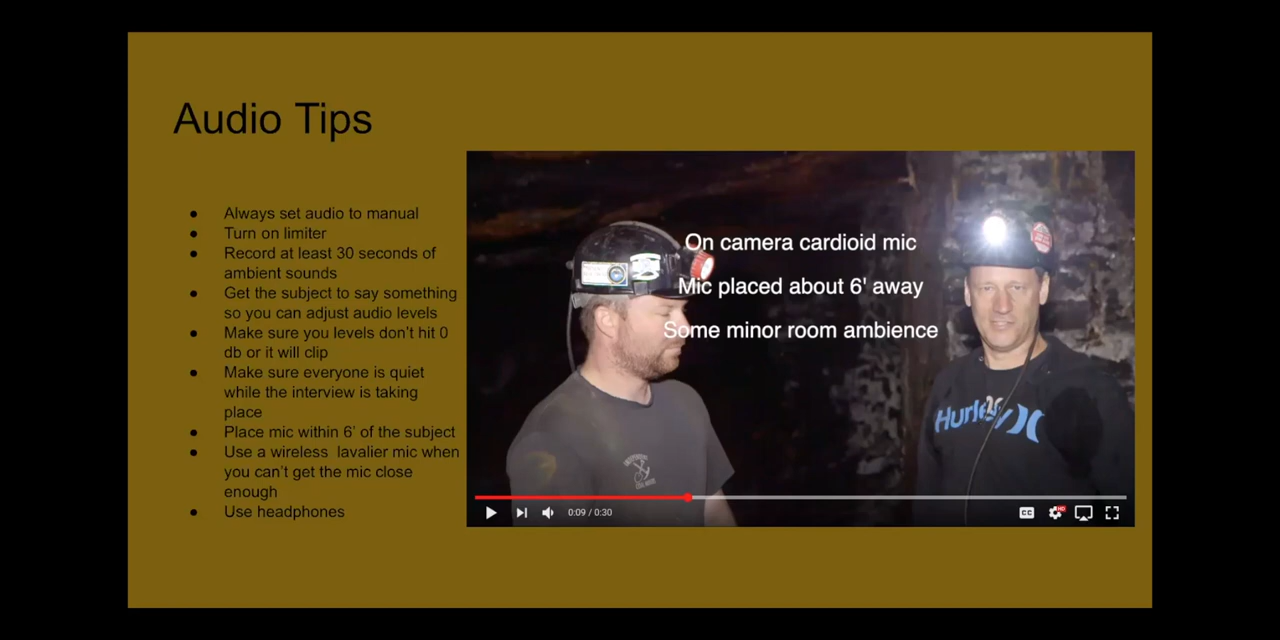 Audio Tips
● Always set audio to manual
● Turn on limiter
● Record at least 30 seconds of
ambient sounds
● Get the subject to say something
so you can adjust audio levels
● Make sure you levels don’t hit 0
db or it will clip
● Make sure everyone is quiet
while the interview is taking
place
● Place mic within 6’ of the subject
● Use a wireless lavalier mic when
you can’t get the mic close
enough
● Use headphones
On camera cardioid mic
Mic placed about 6' away
Some minor room ambience
Hurley
0:09 / 0:30
CC
HD